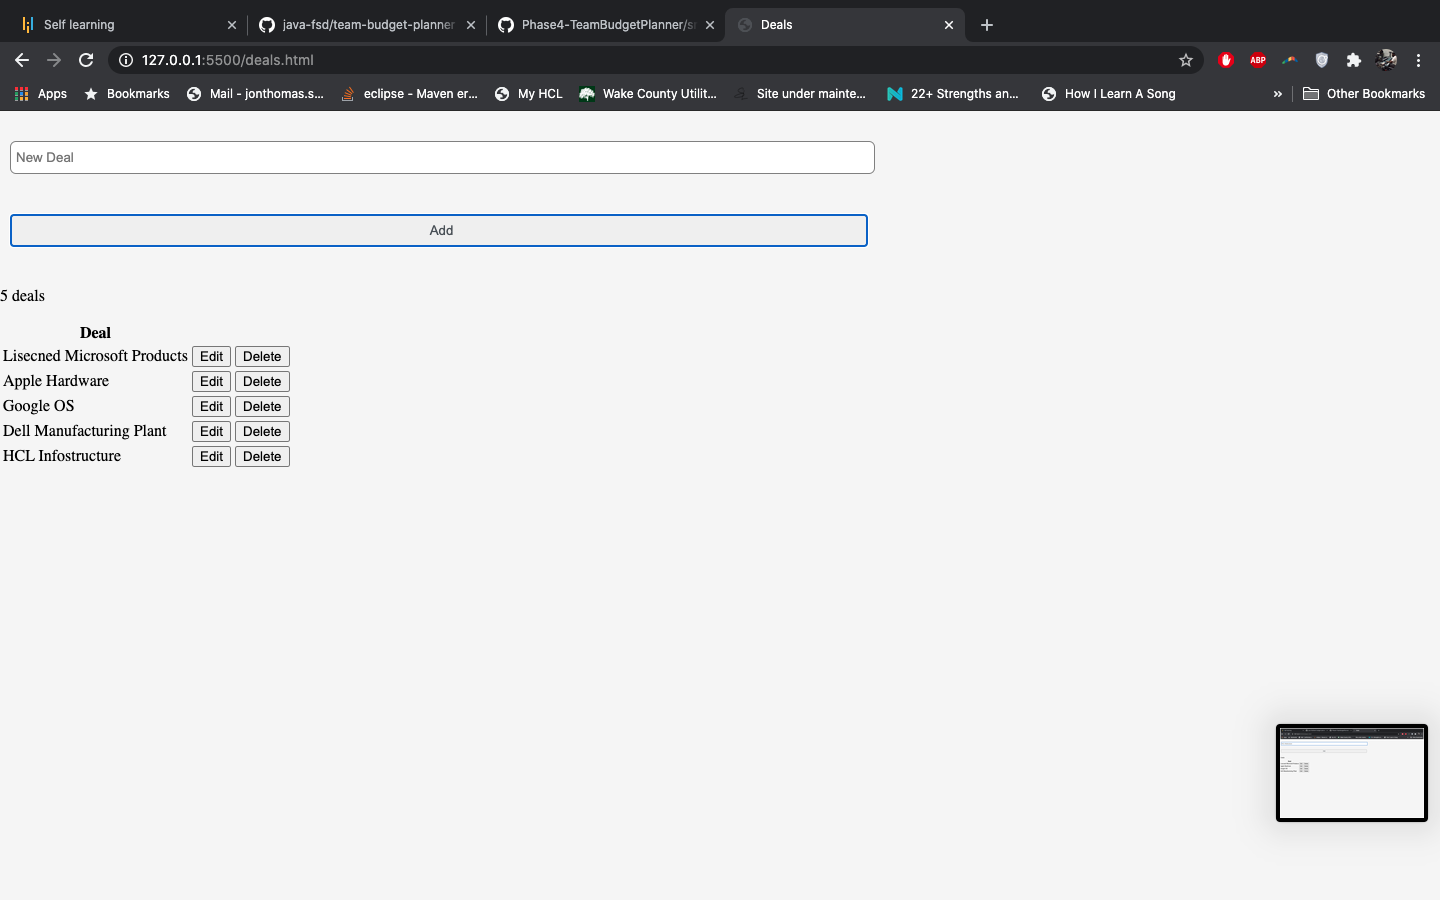 Self learning
java-fsd/team-budget-planner
Phase4-TeamBudgetPlanner/s
Deals
127.0.0.1:5500/deals.html
ABP
Apps
Bookmarks
Mail - jonthomas.s...
eclipse - Maven er...
My HCL
Wake County Utilit...
Site under mainte...
22+ Strengths an...
How I Learn A Song
»
Other Bookmarks
New Deal
Add
5 deals
Deal
Lisecned Microsoft Products Edit Delete
Apple Hardware Edit Delete
Google OS Edit Delete
Dell Manufacturing Plant Edit Delete
HCL Infostructure Edit Delete